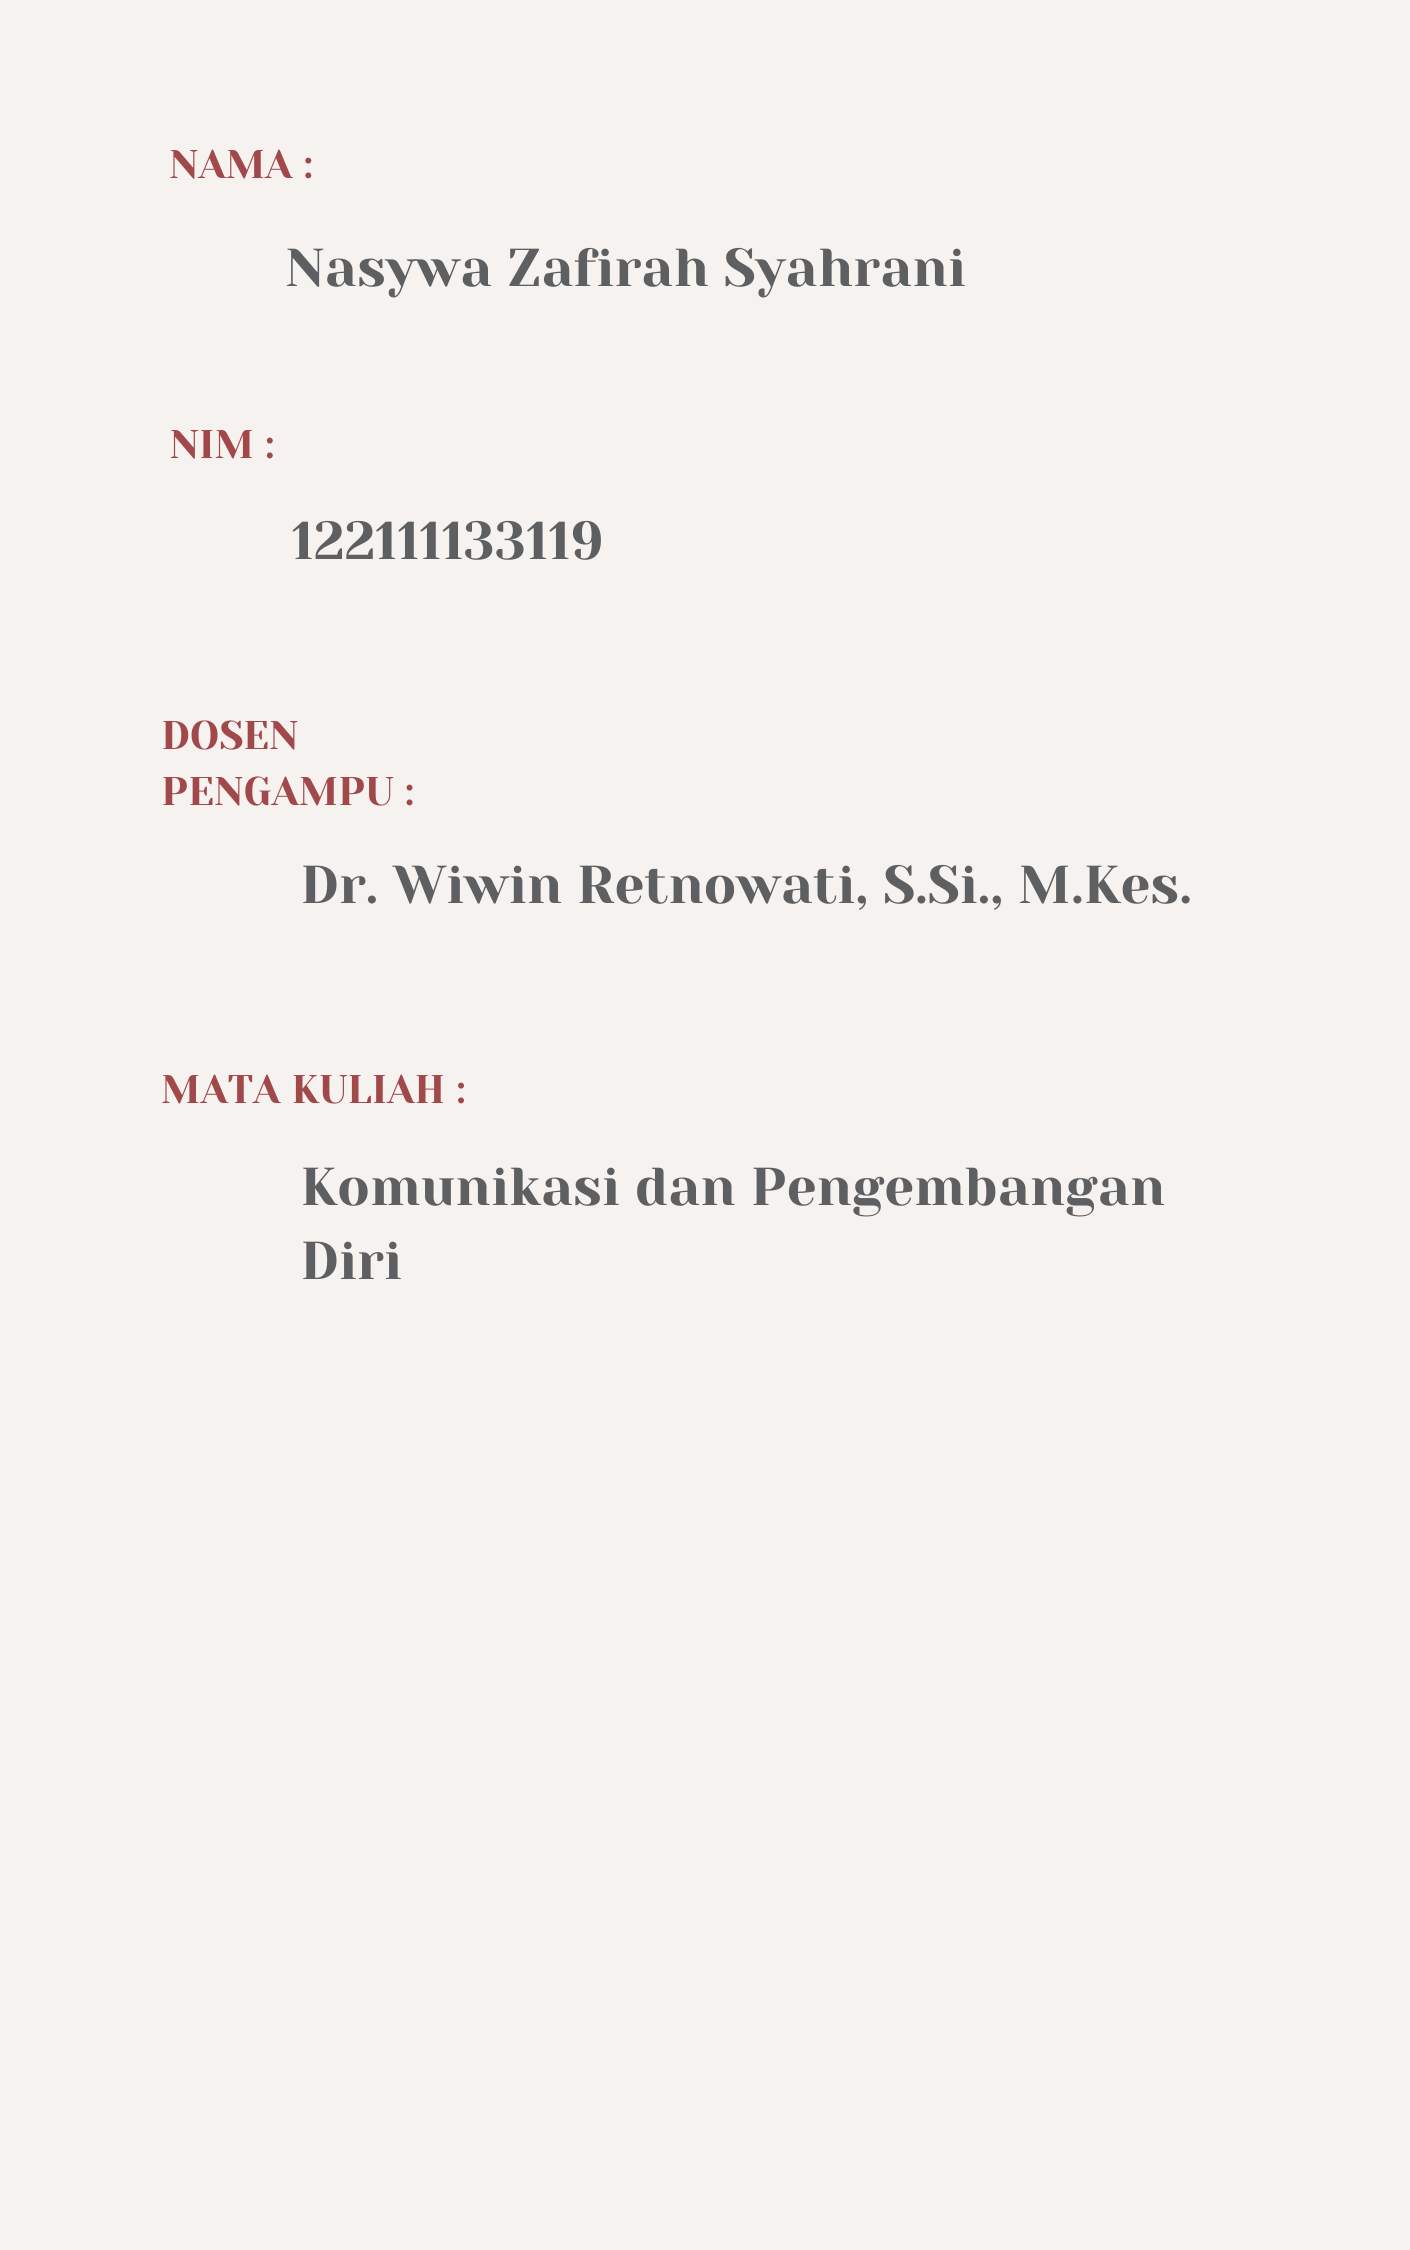 NAMA :
Nasywa Zafirah Syahrani
NIM :
122111133119
DOSEN
PENGAMPU :
Dr. Wiwin Retnowati, S.Si., M.Kes.
MATA KULIAH :
Komunikasi dan Pengembangan
Diri